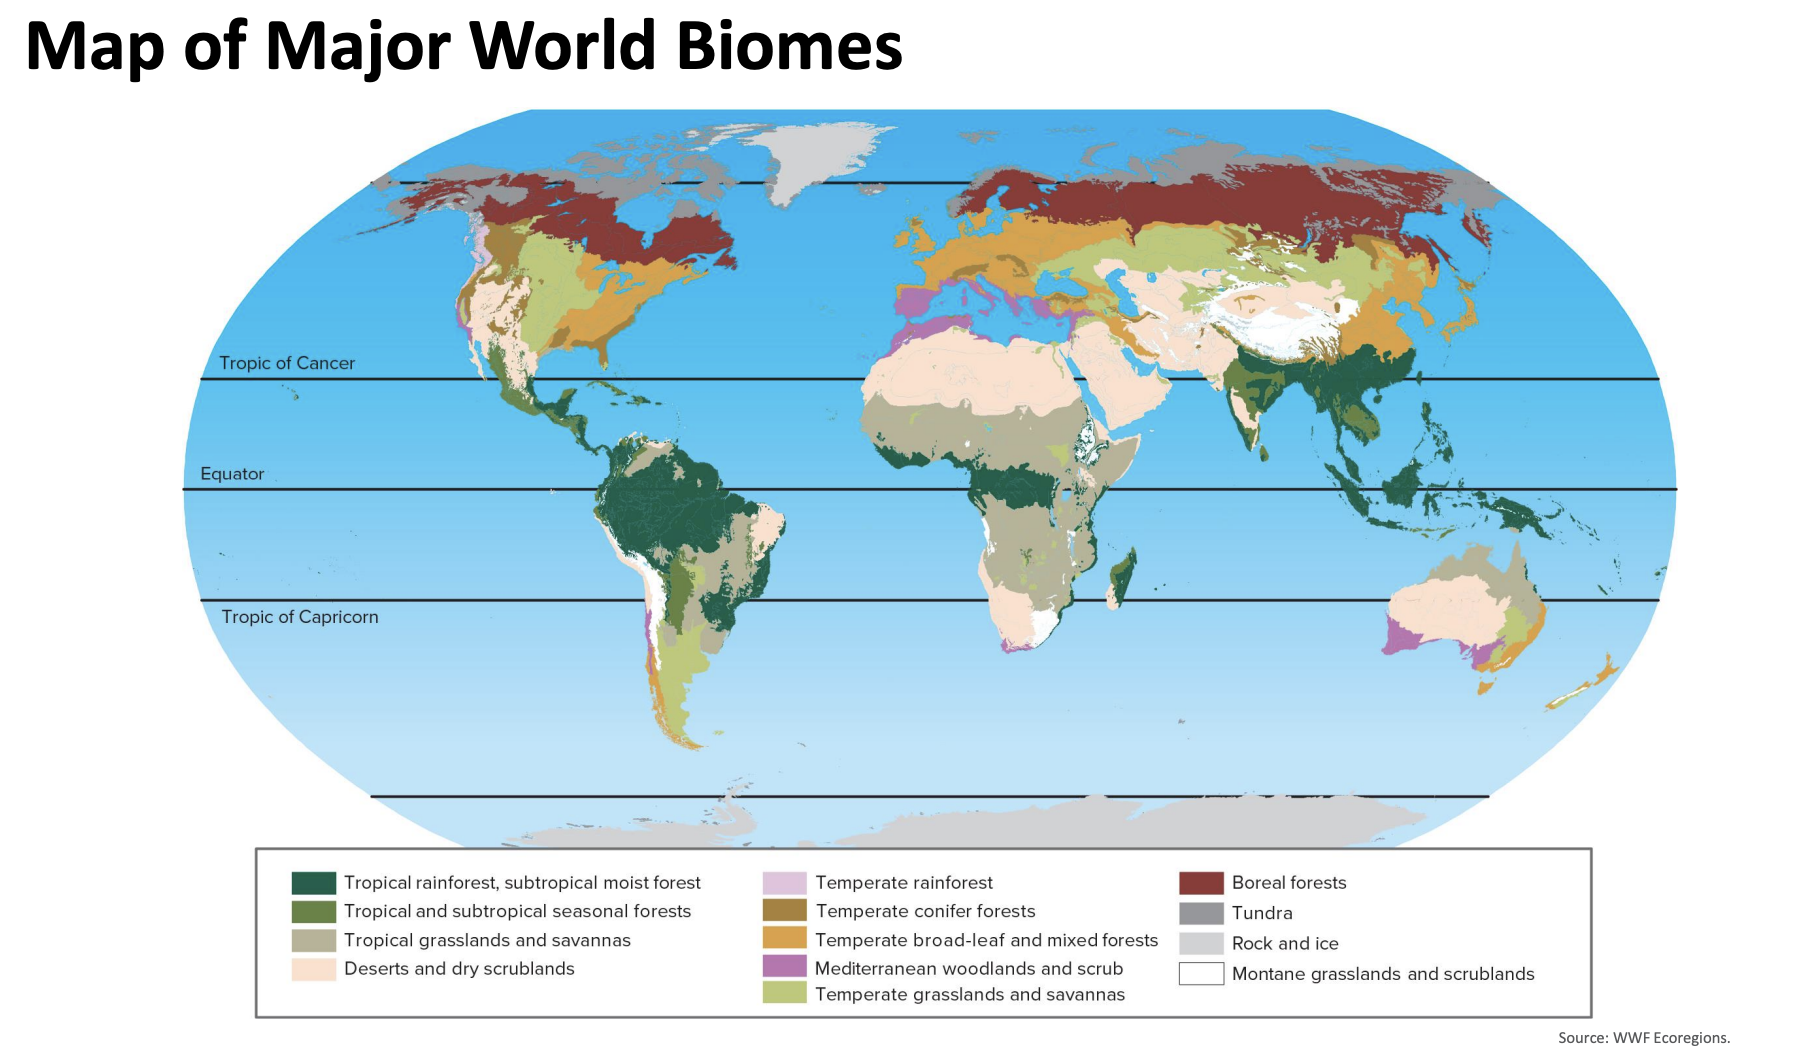 Map of Major World Biomes
Tropic of Cancer
Equator
Tropic of Capricorn
Tropical rainforest, subtropical moist forest
Tropical and subtropical seasonal forests
Tropical grasslands and savannas
Deserts and dry scrublands
Temperate rainforest
Temperate conifer forests
Temperate broad-leaf and mixed forests
Mediterranean woodlands and scrub
Temperate grasslands and savannas
Boreal forests
Tundra
Rock and ice
Montane grasslands and scrublands
Source: WWF Ecoregions.